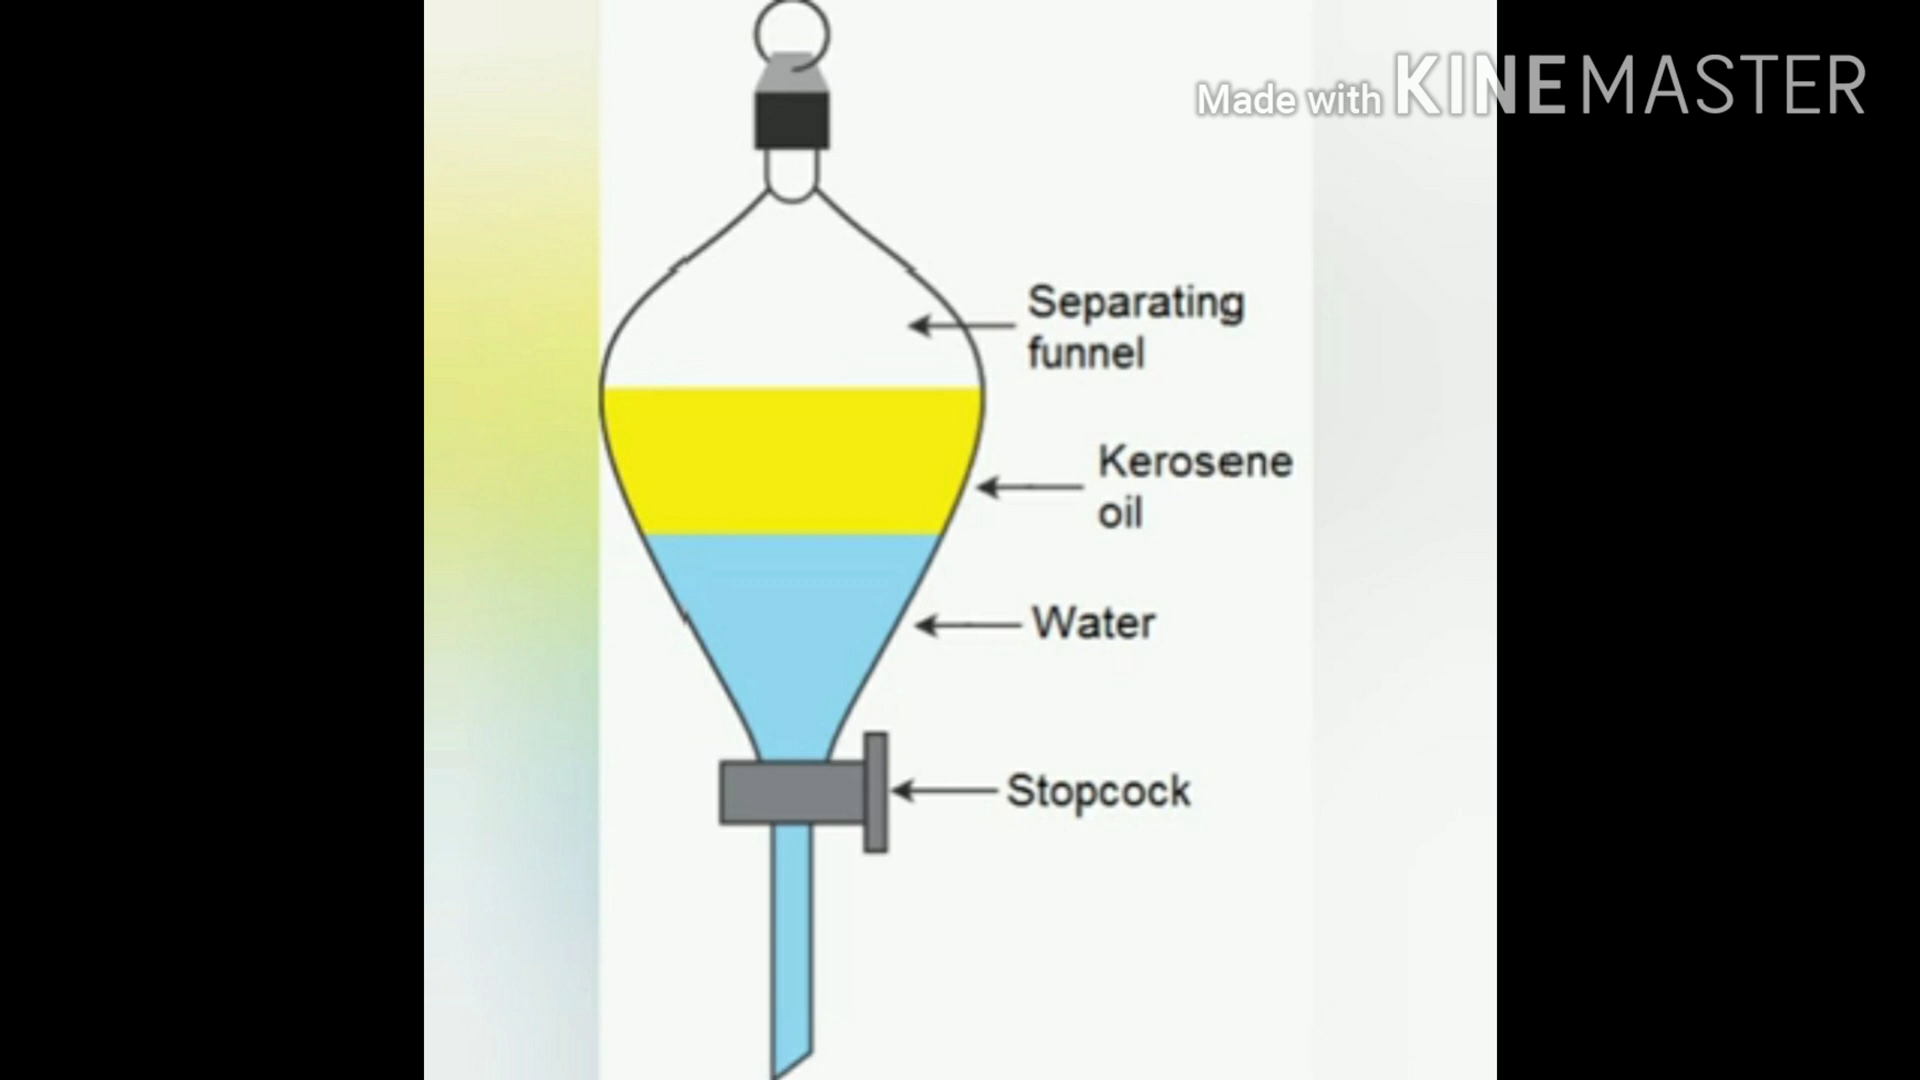 Made with KINEMASTER
Separating
funnel
Kerosene
oil
Water
Stopcock